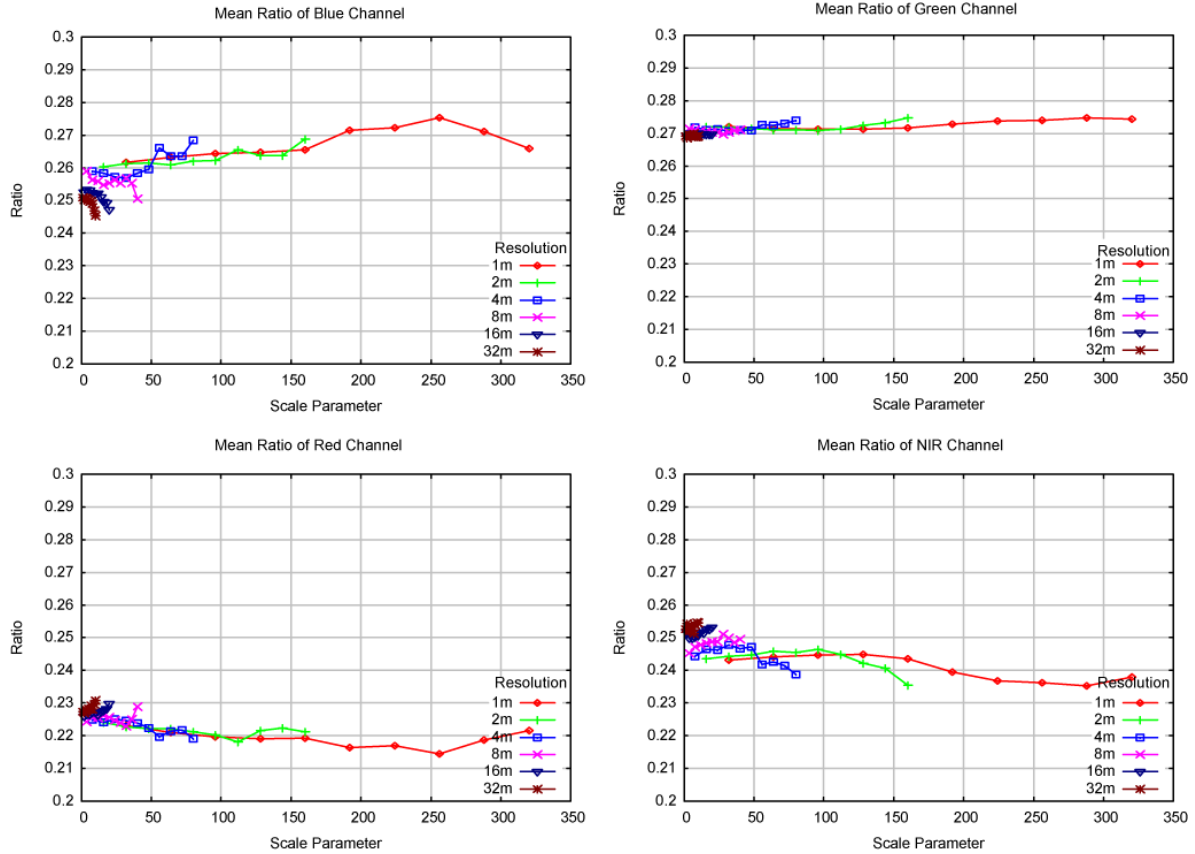 Mean Ratio of Blue Channel
0.3
0.29
0.28
0.27
0.26
0.25
0.24
0.23
0.22
0.21
0.2
Ratio
Resolution
1m
2m
4m
8m
16m
32m
0 50 100 150 200 250 300 350
Scale Parameter
Mean Ratio of Green Channel
0.3
0.29
0.28
0.27
0.26
0.25
0.24
0.23
0.22
0.21
0.2
Ratio
Resolution
1m
2m
4m
8m
16m
32m
0 50 100 150 200 250 300 350
Scale Parameter
Mean Ratio of Red Channel
0.3
0.29
0.28
0.27
0.26
0.25
0.24
0.23
0.22
0.21
0.2
Ratio
Resolution
1m
2m
4m
8m
16m
32m
0 50 100 150 200 250 300 350
Scale Parameter
Mean Ratio of NIR Channel
0.3
0.29
0.28
0.27
0.26
0.25
0.24
0.23
0.22
0.21
0.2
Ratio
Resolution
1m
2m
4m
8m
16m
32m
0 50 100 150 200 250 300 350
Scale Parameter